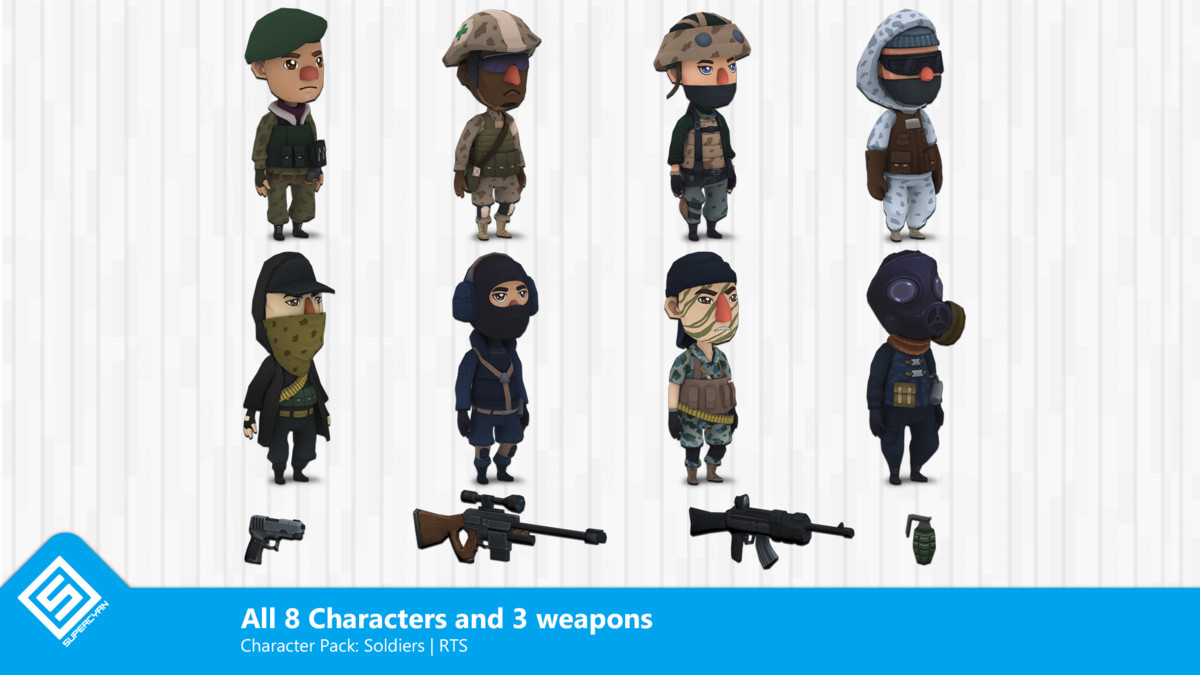 All 8 Characters and 3 weapons
Character Pack: Soldiers | RTS
SUPERCYAN